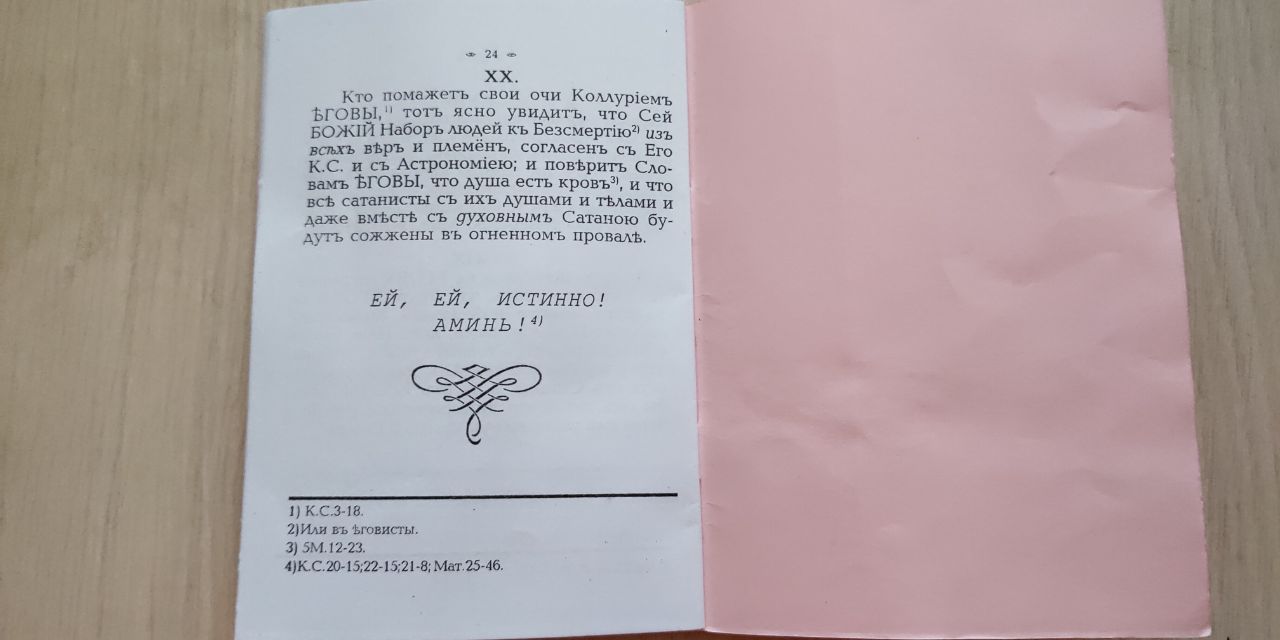 24
XX.
Кто помажетъ свои очи Коллуріемъ
ѢГОВЫ,1) тотъ ясно увидитъ, что Сей
БОЖІЙ Наборъ людей къ Безсмертію2) изъ
всѣхъ вѣръ и племёнъ, согласенъ съ Его
К.С. и съ Астрономіею; и повѣритъ Сло-
вамъ ѢГОВЫ, что душа есть кровъ3), и что
всѣ сатанисты съ ихъ душами и тѣлами и
даже вмѣстѣ съ духовнымъ Сатаною бу-
дутъ сожжены въ огненномъ провалѣ.
ЕЙ, ЕЙ, ИСТИННО!
АМИНЬ!4)
1) К.С.3-18.
2)Или въ ѣговисты.
3) 5М.12-23.
4)К.С.20-15;22-15;21-8; Мат.25-46.